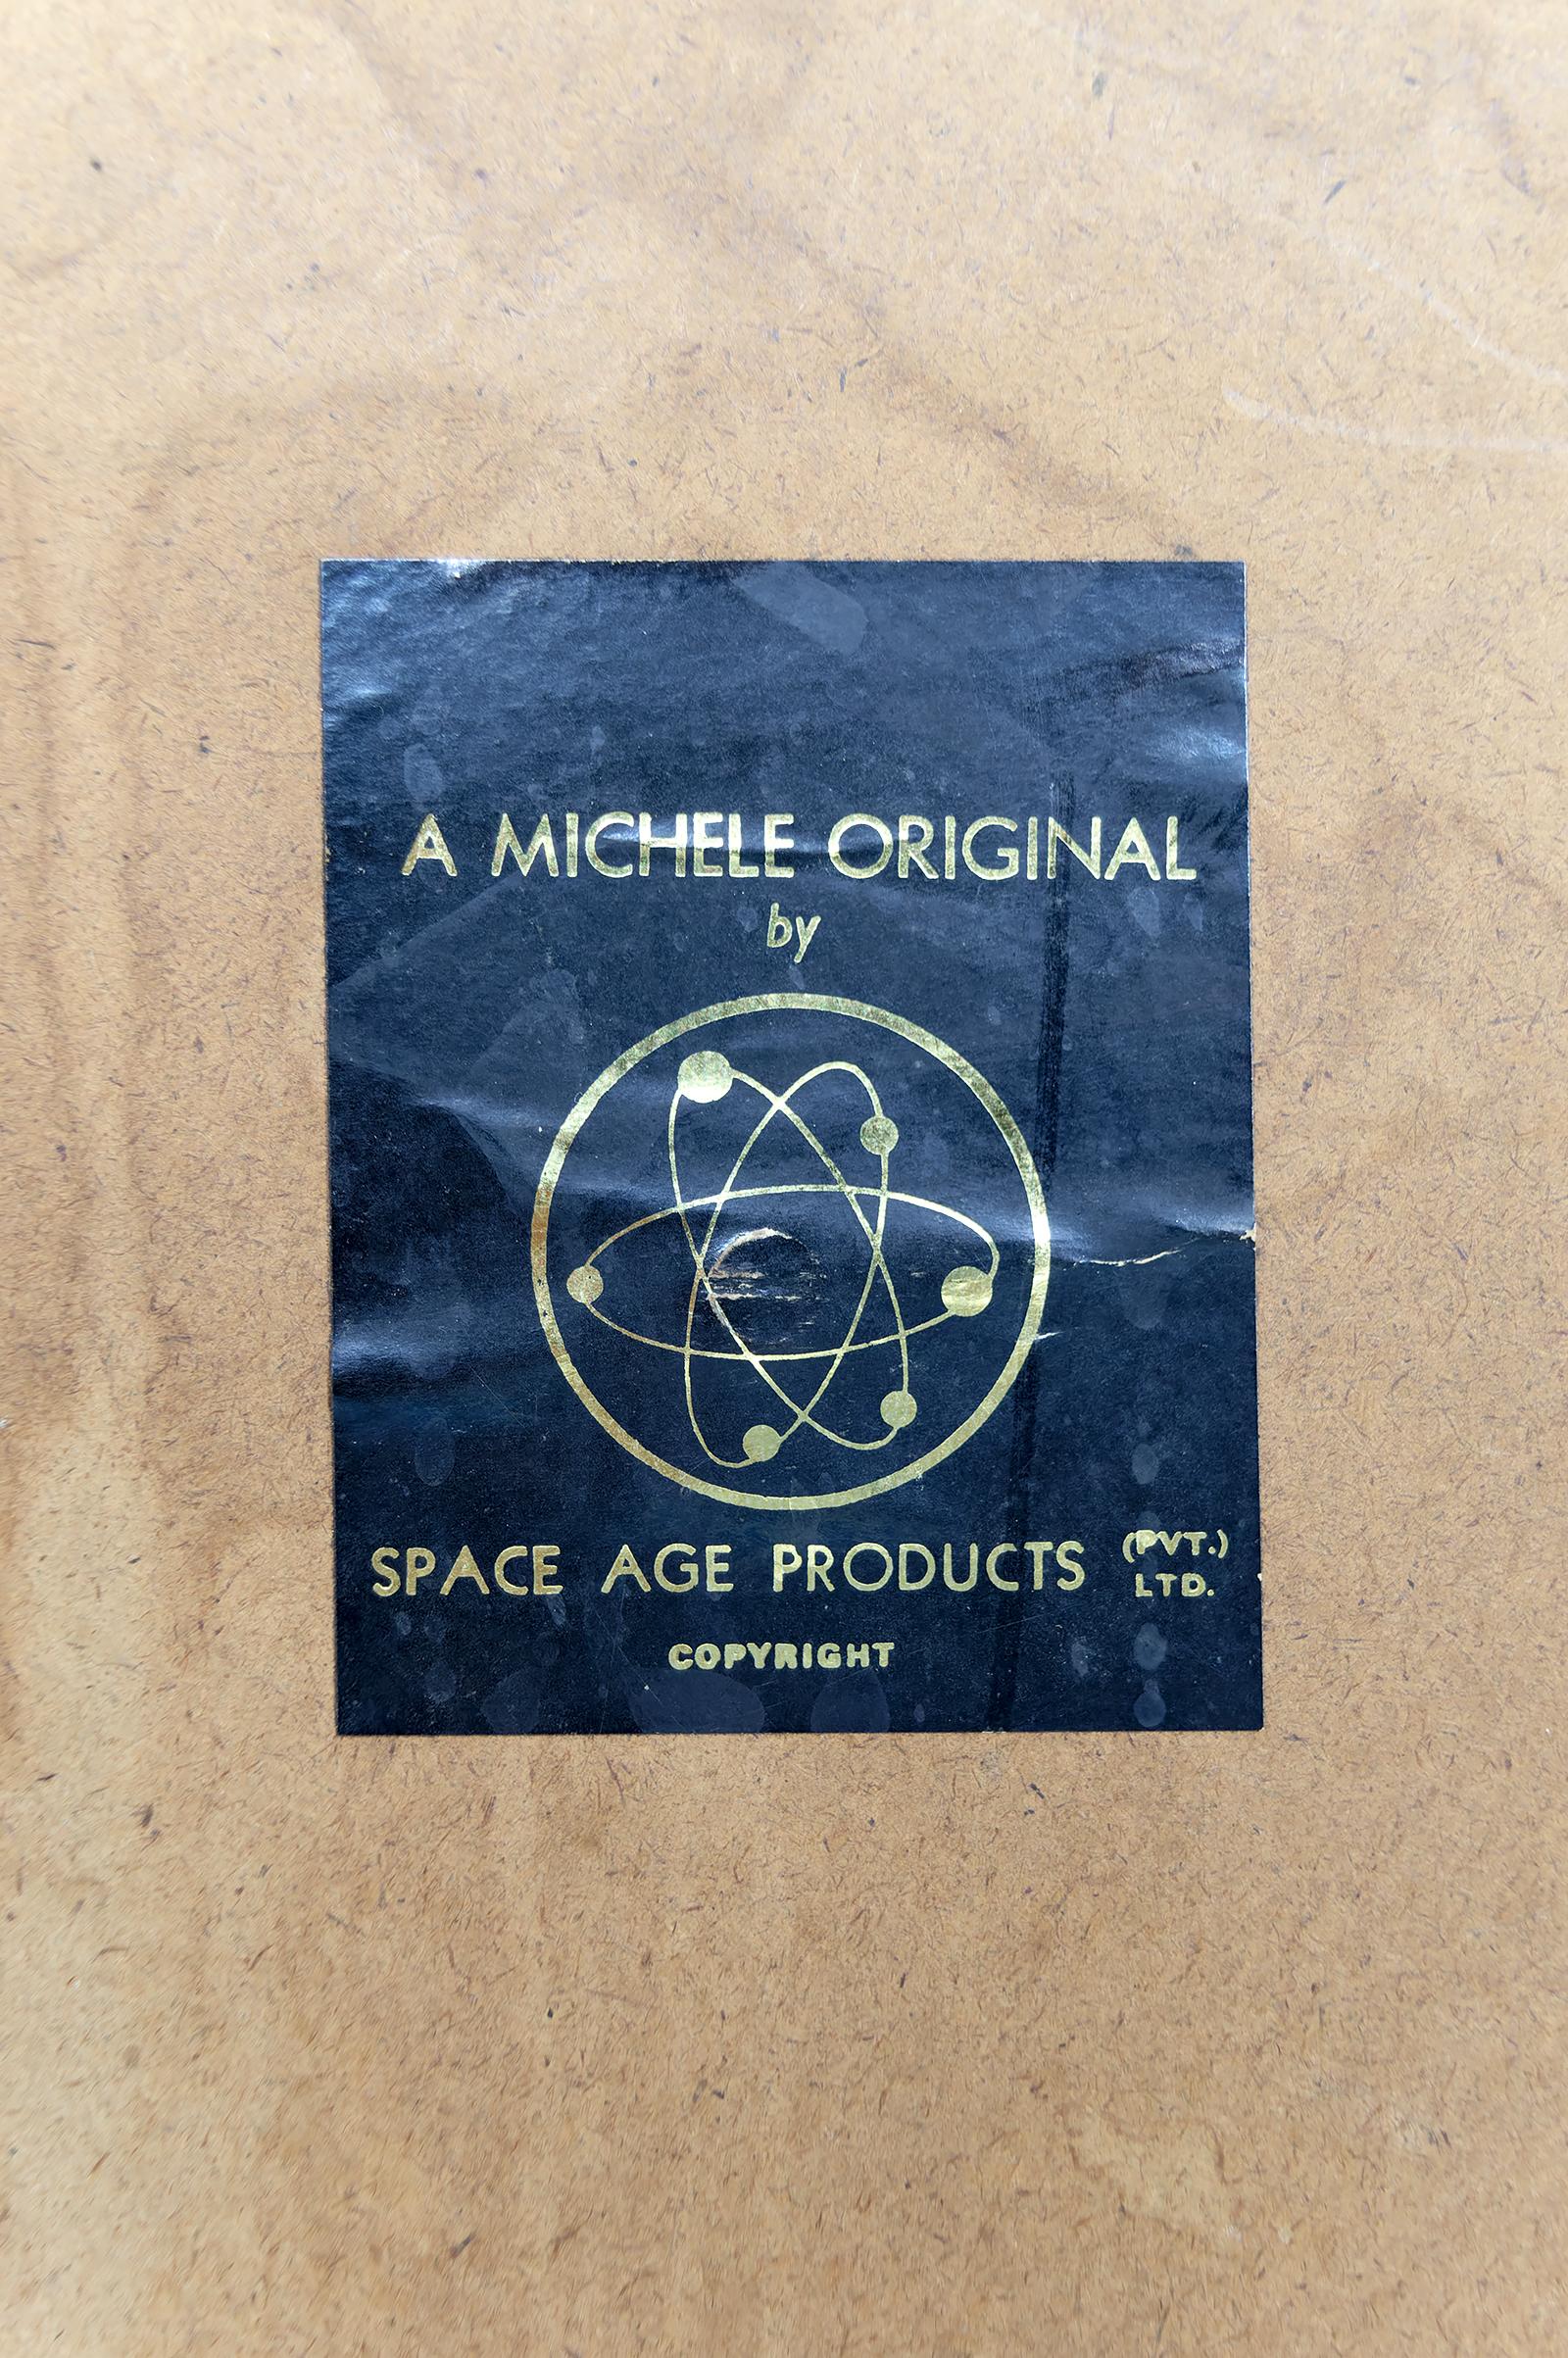 A MICHELE ORIGINAL
by
SPACE AGE PRODUCTS (PVT.) LTD.
COPYRIGHT